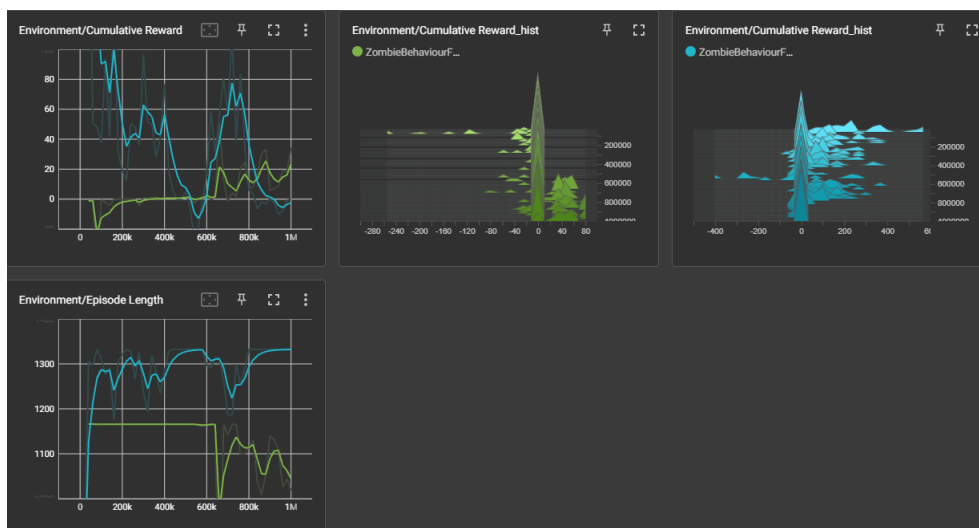 Environment/Cumulative Reward
80
60
40
20
0
0 200k 400k 600k 800k 1M
Environment/Cumulative Reward_hist
ZombieBehaviourF...
200000
400000
600000
800000
-280 -200 -160 -120 -80 -40 0 40 80
Environment/Cumulative Reward_hist
ZombieBehaviourF...
200000
400000
600000
800000
-400 -200 0 200 400
Environment/Episode Length
1300
1200
1100
0 200k 400k 600k 800k 1M